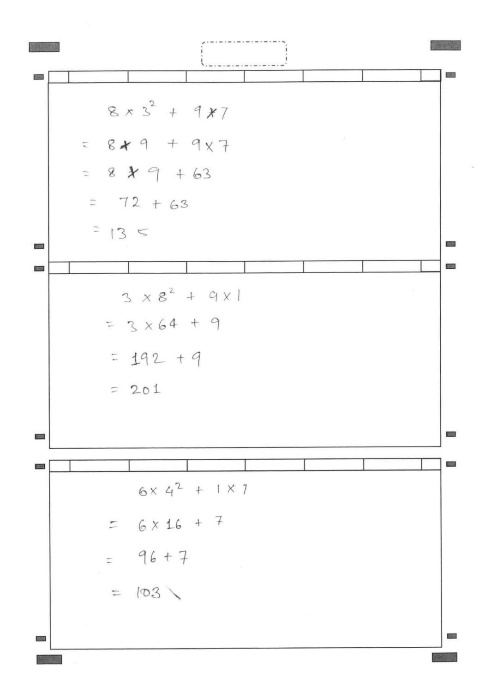 8 × 3² + 9 × 7
= 8 × 9 + 9 × 7
= 8 × 9 + 63
= 72 + 63
= 135
3 × 8² + 9 × 1
= 3 × 64 + 9
= 192 + 9
= 201
6 × 4² + 1 × 7
= 6 × 16 + 7
= 96 + 7
= 103